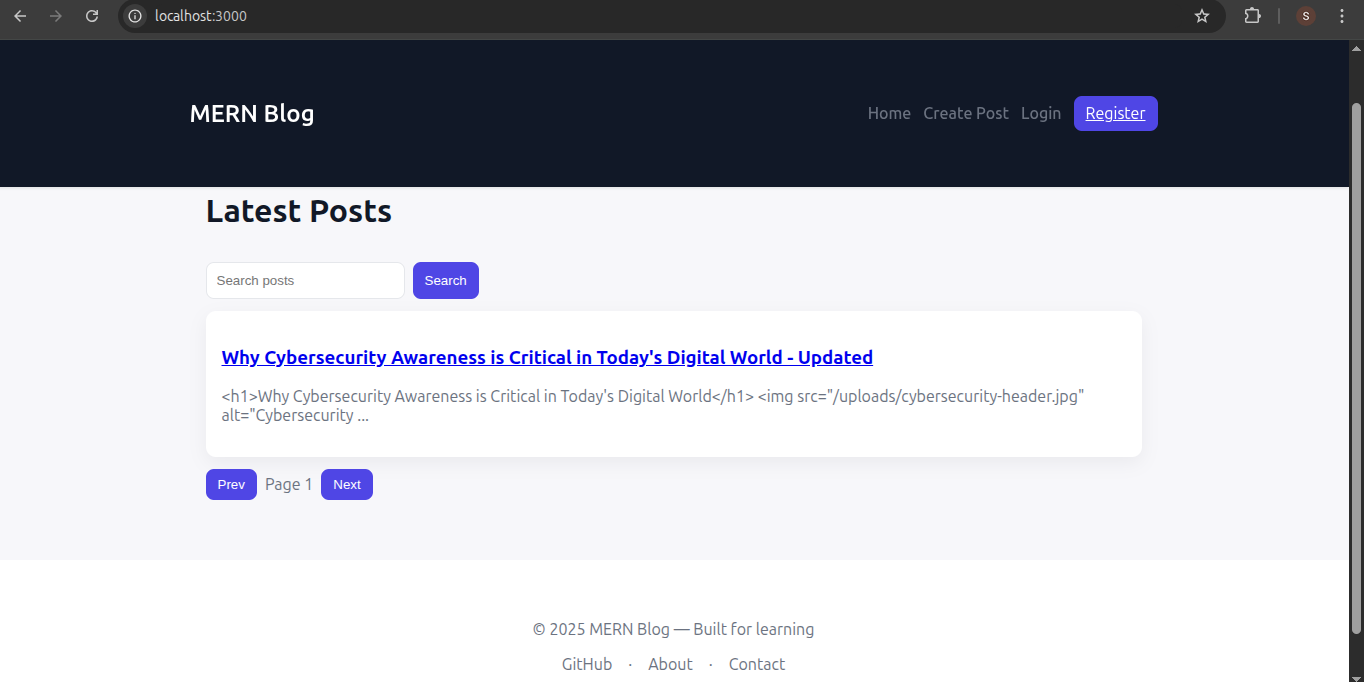 localhost:3000
S
MERN Blog
Home Create Post Login Register
Latest Posts
Search posts Search
Why Cybersecurity Awareness is Critical in Today's Digital World - Updated
<h1>Why Cybersecurity Awareness is Critical in Today's Digital World</h1> <img src="/uploads/cybersecurity-header.jpg"
alt="Cybersecurity ...
Prev Page 1 Next
© 2025 MERN Blog — Built for learning
GitHub · About · Contact